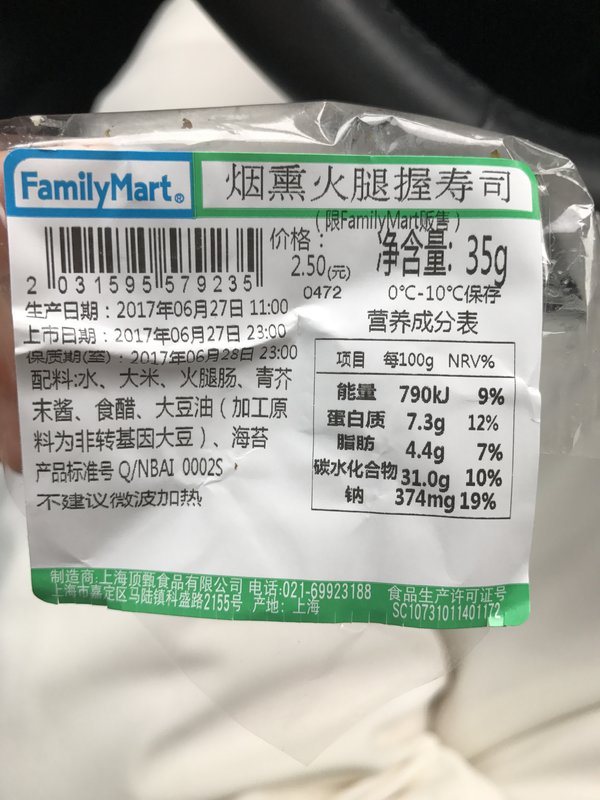 FamilyMart®
烟熏火腿握寿司
（限FamilyMart贩售）
价格：
2.50(元)
净含量: 35g
2 031595 579235
0472
0℃-10℃保存
生产日期：2017年06月27日 11:00
上市日期：2017年06月27日 23:00
保质期(至)：2017年06月28日 23:00
配料:水、大米、火腿肠、青芥
末酱、食醋、大豆油（加工原
料为非转基因大豆）、海苔
产品标准号 Q/NBAI 0002S
不建议微波加热
营养成分表
项目 每100g NRV%
能量 790kJ 9%
蛋白质 7.3g 12%
脂肪 4.4g 7%
碳水化合物 31.0g 10%
钠 374mg 19%
制造商:上海顶甄食品有限公司 电话:021-69923188
上海市嘉定区马陆镇科盛路2155号 产地: 上海
食品生产许可证号
SC10731011401172